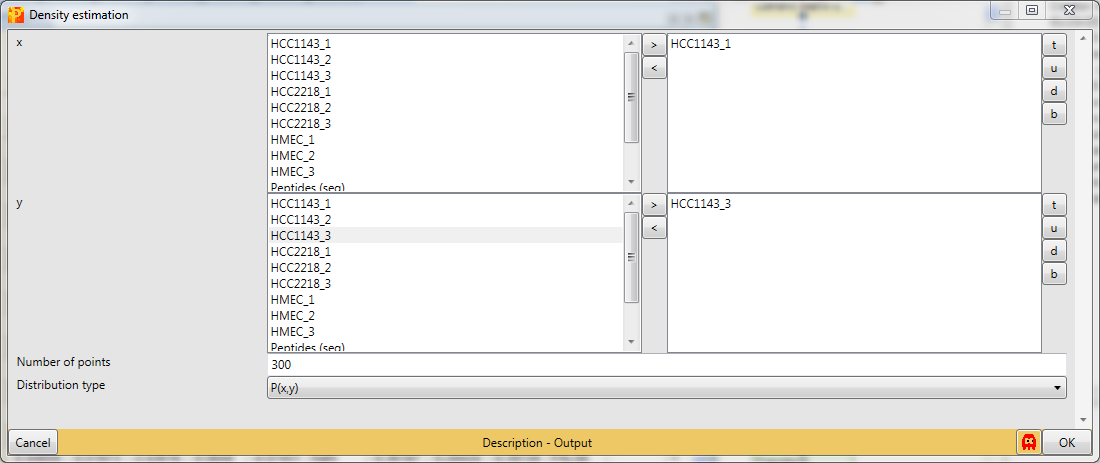 Density estimation
x
HCC1143_1
HCC1143_2
HCC1143_3
HCC2218_1
HCC2218_2
HCC2218_3
HMEC_1
HMEC_2
HMEC_3
Peptides (seq)
>
<
HCC1143_1
t
u
d
b
y
HCC1143_1
HCC1143_2
HCC1143_3
HCC2218_1
HCC2218_2
HCC2218_3
HMEC_1
HMEC_2
HMEC_3
Peptides (seq)
>
<
HCC1143_3
t
u
d
b
Number of points
300
Distribution type
P(x,y)
Cancel
Description - Output
OK